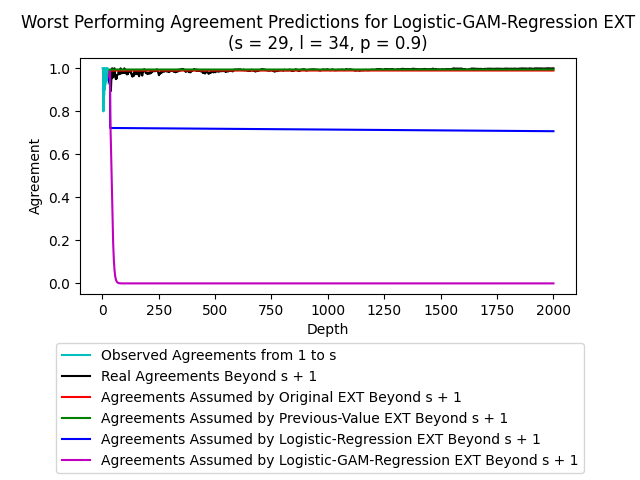 Worst Performing Agreement Predictions for Logistic-GAM-Regression EXT
(s = 29, l = 34, p = 0.9)
1.0
0.8
0.6
0.4
0.2
0.0
Agreement
0 250 500 750 1000 1250 1500 1750 2000
Depth
Observed Agreements from 1 to s
Real Agreements Beyond s + 1
Agreements Assumed by Original EXT Beyond s + 1
Agreements Assumed by Previous-Value EXT Beyond s + 1
Agreements Assumed by Logistic-Regression EXT Beyond s + 1
Agreements Assumed by Logistic-GAM-Regression EXT Beyond s + 1